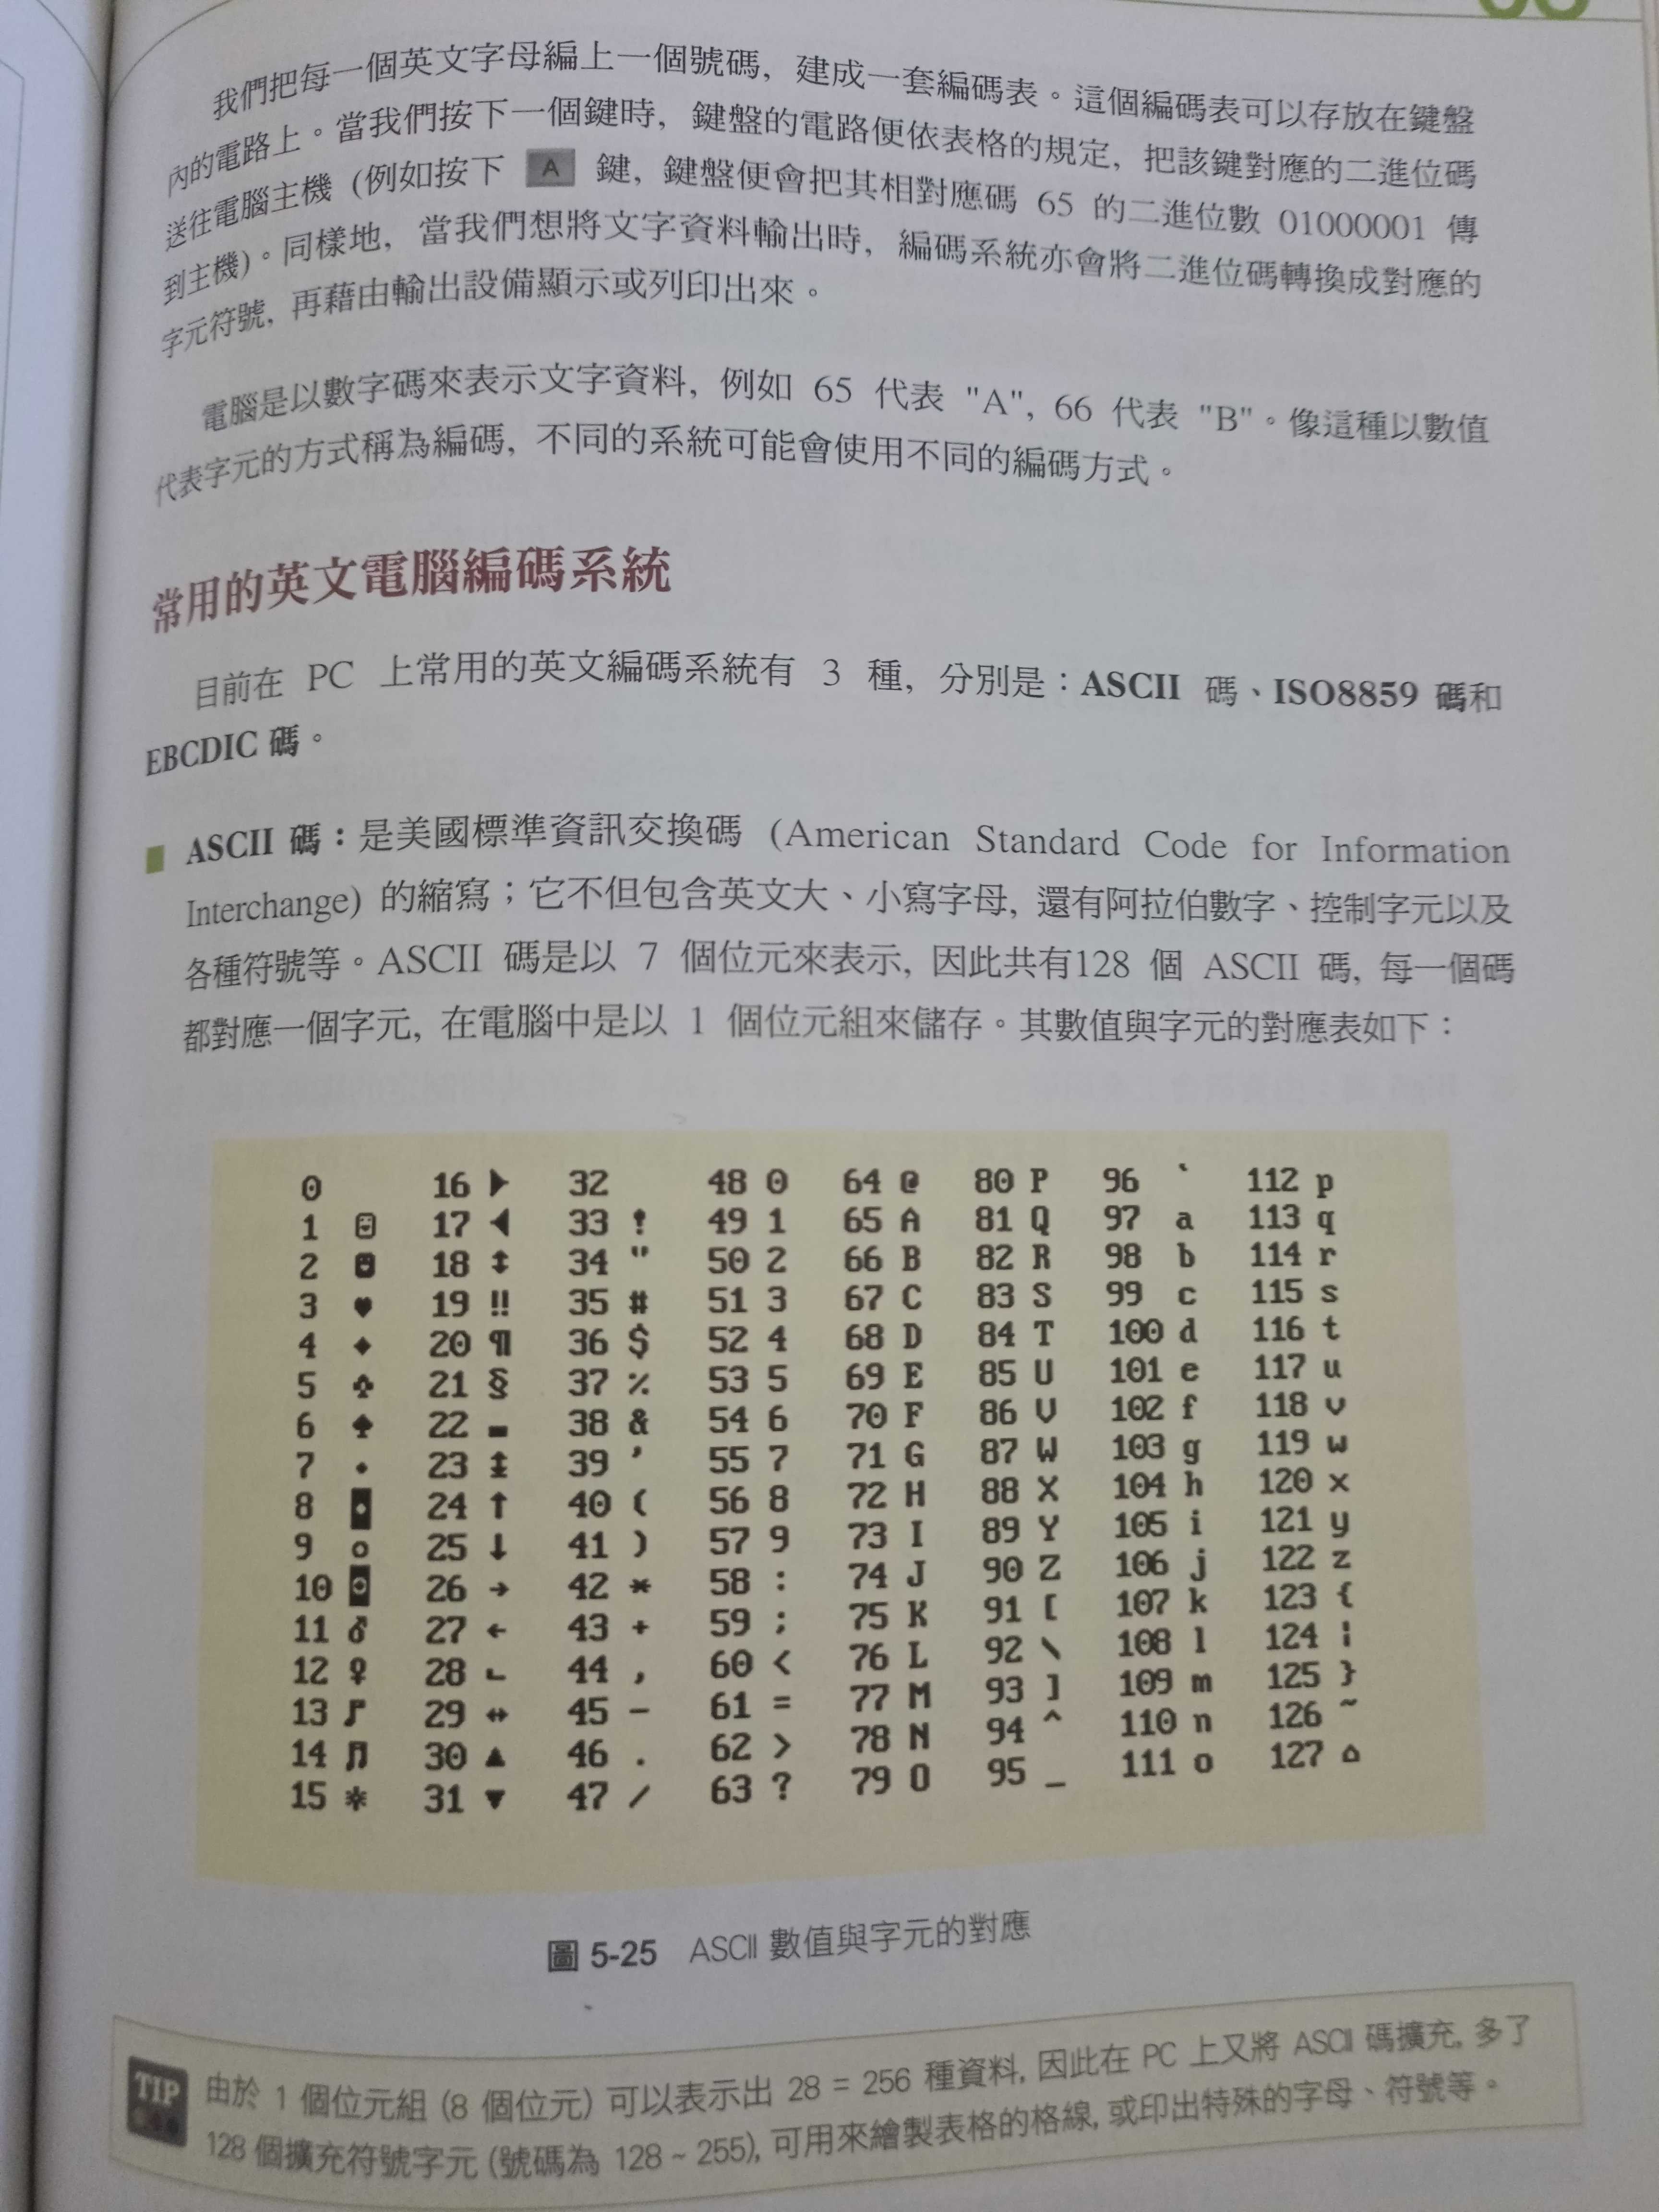 我們把每一個英文字母編上一個號碼, 建成一套編碼表。這個編碼表可以存放在鍵盤
內的電路上。當我們按下一個鍵時, 鍵盤的電路便依表格的規定, 把該鍵對應的二進位碼
送往電腦主機 (例如按下 A 鍵, 鍵盤便會把其相對應碼 65 的二進位數 01000001 傳
到主機)。同樣地, 當我們想將文字資料輸出時, 編碼系統亦會將二進位碼轉換成對應的
字元符號, 再藉由輸出設備顯示或列印出來。
電腦是以數字碼來表示文字資料, 例如 65 代表 "A", 66 代表 "B"。像這種以數值
代表字元的方式稱為編碼, 不同的系統可能會使用不同的編碼方式。
常用的英文電腦編碼系統
目前在 PC 上常用的英文編碼系統有 3 種, 分別是：ASCII 碼、ISO8859 碼和
EBCDIC 碼。
ASCII 碼：是美國標準資訊交換碼 (American Standard Code for Information
Interchange) 的縮寫；它不但包含英文大、小寫字母, 還有阿拉伯數字、控制字元以及
各種符號等。ASCII 碼是以 7 個位元來表示, 因此共有128 個 ASCII 碼, 每一個碼
都對應一個字元, 在電腦中是以 1 個位元組來儲存。其數值與字元的對應表如下：
0 16 ► 32 48 0 64 @ 80 P 96 ` 112 p
1 ☺ 17 ◄ 33 ! 49 1 65 A 81 Q 97 a 113 q
2 ☻ 18 ↕ 34 " 50 2 66 B 82 R 98 b 114 r
3 ♥ 19 ‼ 35 # 51 3 67 C 83 S 99 c 115 s
4 ♦ 20 ¶ 36 $ 52 4 68 D 84 T 100 d 116 t
5 ♣ 21 § 37 % 53 5 69 E 85 U 101 e 117 u
6 ♠ 22 ▬ 38 & 54 6 70 F 86 V 102 f 118 v
7 • 23 ↨ 39 ' 55 7 71 G 87 W 103 g 119 w
8 ◘ 24 ↑ 40 ( 56 8 72 H 88 X 104 h 120 x
9 ○ 25 ↓ 41 ) 57 9 73 I 89 Y 105 i 121 y
10 ◙ 26 → 42 * 58 : 74 J 90 Z 106 j 122 z
11 ♂ 27 ← 43 + 59 ; 75 K 91 [ 107 k 123 {
12 ♀ 28 ∟ 44 , 60 < 76 L 92 \ 108 l 124 ¦
13 ♪ 29 ↔ 45 - 61 = 77 M 93 ] 109 m 125 }
14 ♫ 30 ▲ 46 . 62 > 78 N 94 ^ 110 n 126 ~
15 ☼ 31 ▼ 47 / 63 ? 79 O 95 _ 111 o 127 ⌂
圖 5-25 ASCII 數值與字元的對應
TIP
由於 1 個位元組 (8 個位元) 可以表示出 28 = 256 種資料, 因此在 PC 上又將 ASCII 碼擴充, 多了
128 個擴充符號字元 (號碼為 128 ~ 255), 可用來繪製表格的格線, 或印出特殊的字母、符號等。